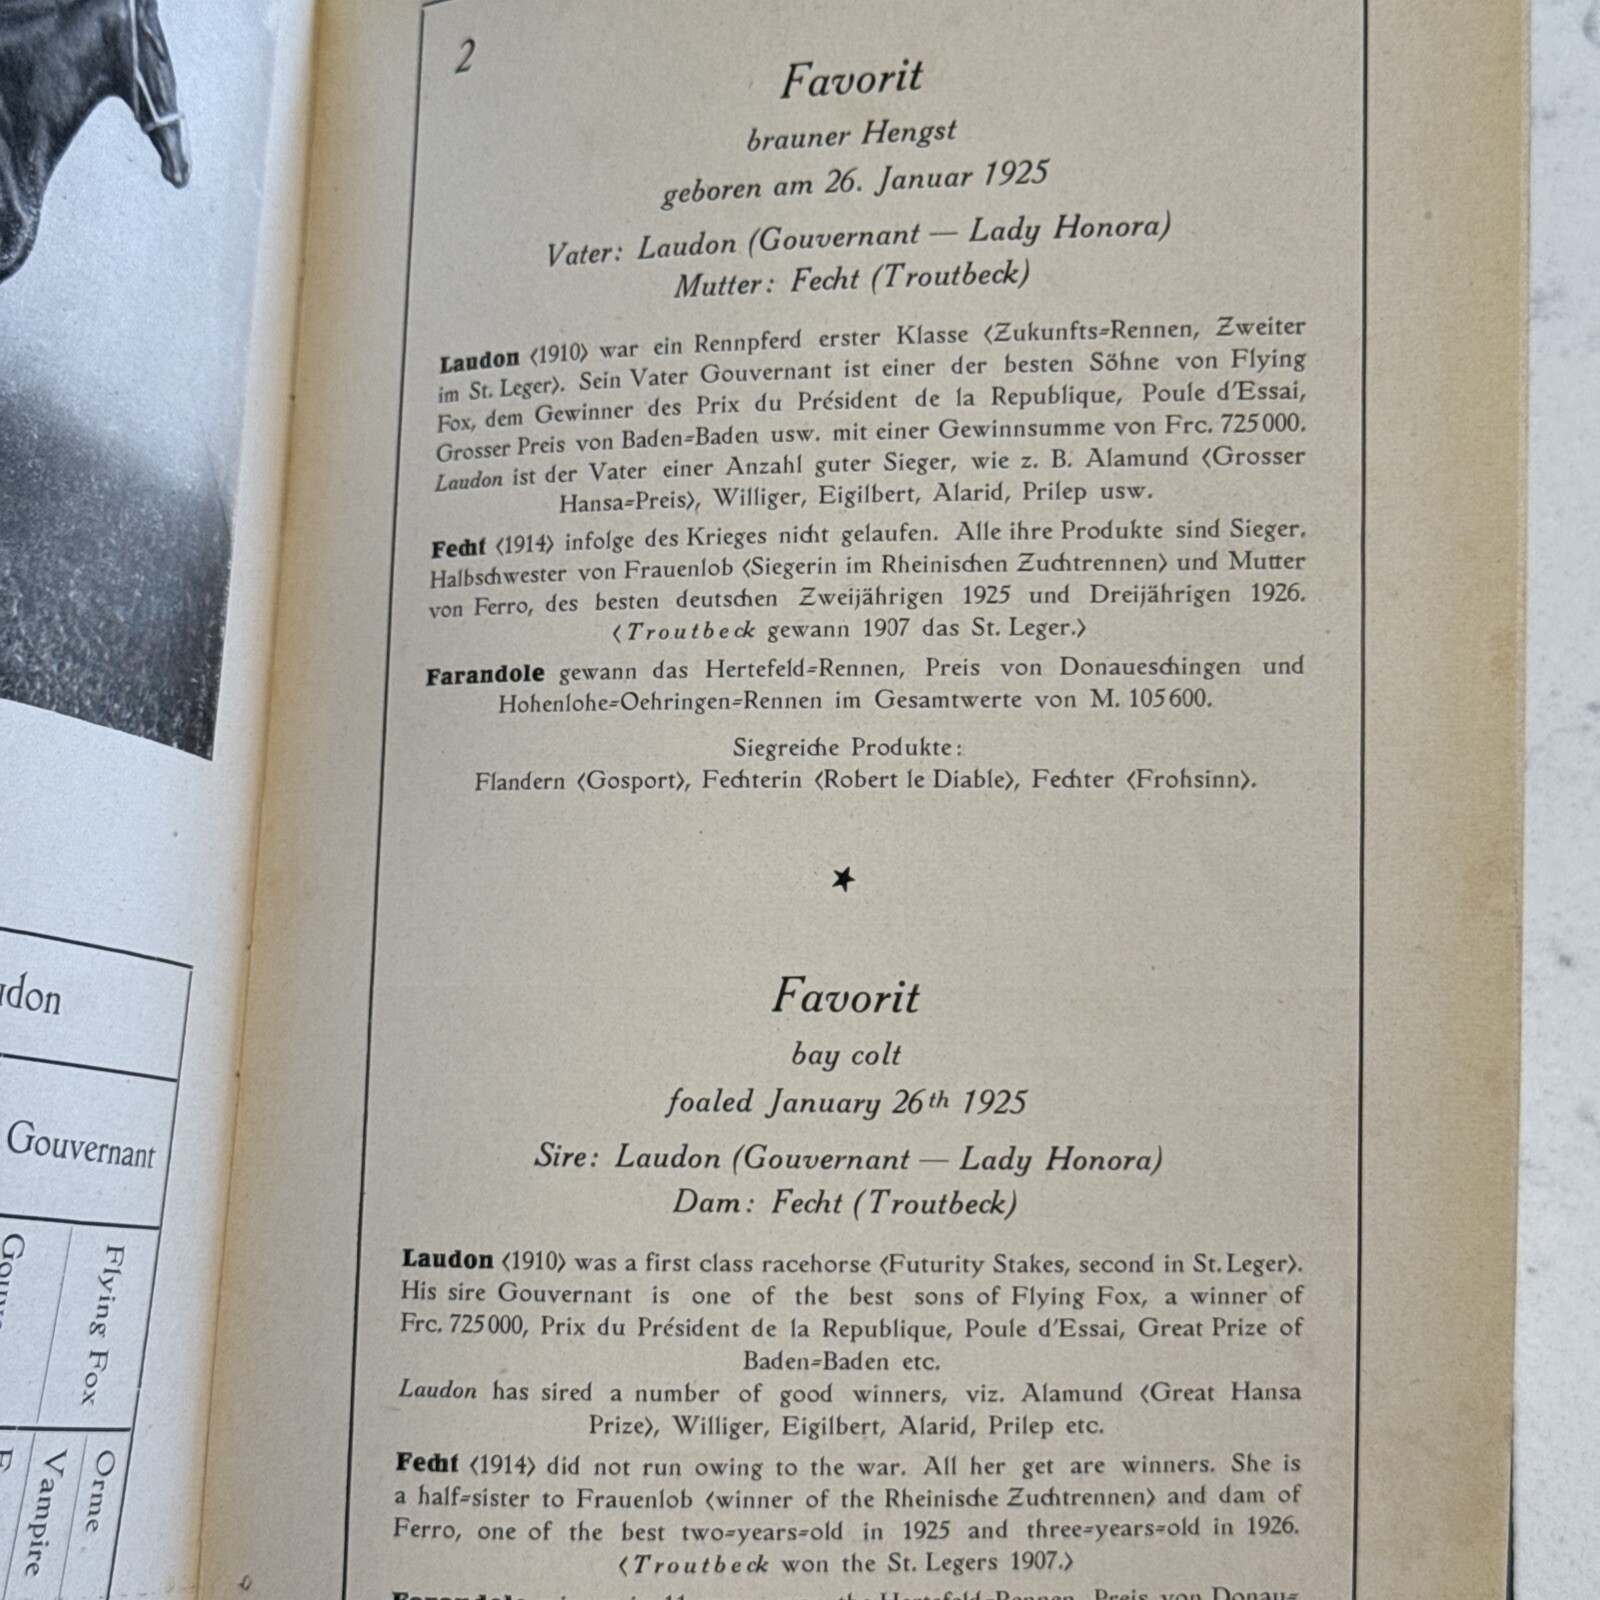 2
Favorit
brauner Hengst
geboren am 26. Januar 1925
Vater: Laudon (Gouvernant — Lady Honora)
Mutter: Fecht (Troutbeck)
Laudon ⟨1910⟩ war ein Rennpferd erster Klasse ⟨Zukunfts=Rennen, Zweiter
im St. Leger⟩. Sein Vater Gouvernant ist einer der besten Söhne von Flying
Fox, dem Gewinner des Prix du Président de la Republique, Poule d'Essai,
Grosser Preis von Baden=Baden usw. mit einer Gewinnsumme von Frc. 725 000.
Laudon ist der Vater einer Anzahl guter Sieger, wie z. B. Alamund ⟨Grosser
Hansa=Preis⟩, Williger, Eigilbert, Alarid, Prilep usw.
Fecht ⟨1914⟩ infolge des Krieges nicht gelaufen. Alle ihre Produkte sind Sieger.
Halbschwester von Frauenlob ⟨Siegerin im Rheinischen Zuchtrennen⟩ und Mutter
von Ferro, des besten deutschen Zweijährigen 1925 und Dreijährigen 1926.
⟨Troutbeck gewann 1907 das St. Leger.⟩
Farandole gewann das Hertefeld=Rennen, Preis von Donaueschingen und
Hohenlohe=Oehringen=Rennen im Gesamtwerte von M. 105 600.
Siegreiche Produkte:
Flandern ⟨Gosport⟩, Fechterin ⟨Robert le Diable⟩, Fechter ⟨Frohsinn⟩.
Favorit
bay colt
foaled January 26th 1925
Sire: Laudon (Gouvernant — Lady Honora)
Dam: Fecht (Troutbeck)
Laudon ⟨1910⟩ was a first class racehorse ⟨Futurity Stakes, second in St. Leger⟩.
His sire Gouvernant is one of the best sons of Flying Fox, a winner of
Frc. 725 000, Prix du Président de la Republique, Poule d'Essai, Great Prize of
Baden=Baden etc.
Laudon has sired a number of good winners, viz. Alamund ⟨Great Hansa
Prize⟩, Williger, Eigilbert, Alarid, Prilep etc.
Fecht ⟨1914⟩ did not run owing to the war. All her get are winners. She is
a half=sister to Frauenlob ⟨winner of the Rheinische Zuchtrennen⟩ and dam of
Ferro, one of the best two=years=old in 1925 and three=years=old in 1926.
⟨Troutbeck won the St. Legers 1907.⟩
Gouvernant
Flying Fox
Vampire
Orme